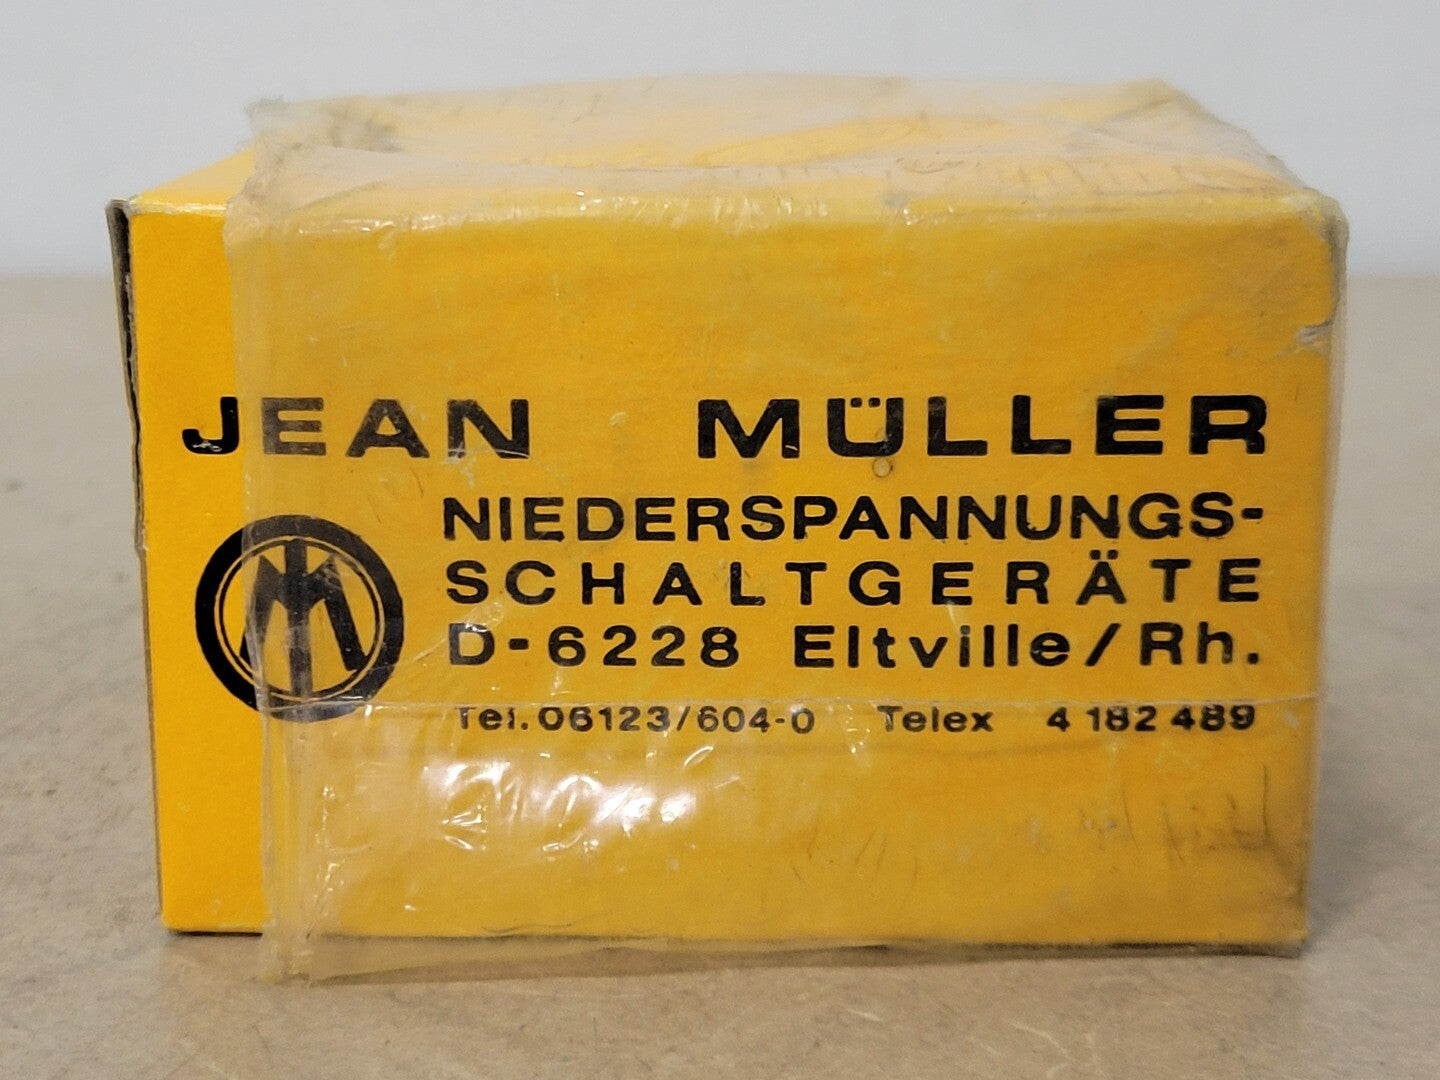 JEAN MÜLLER
NIEDERSPANNUNGS-
SCHALTGERÄTE
D-6228 Eltville/Rh.
Tel. 06123/604-0 Telex 4 182 489